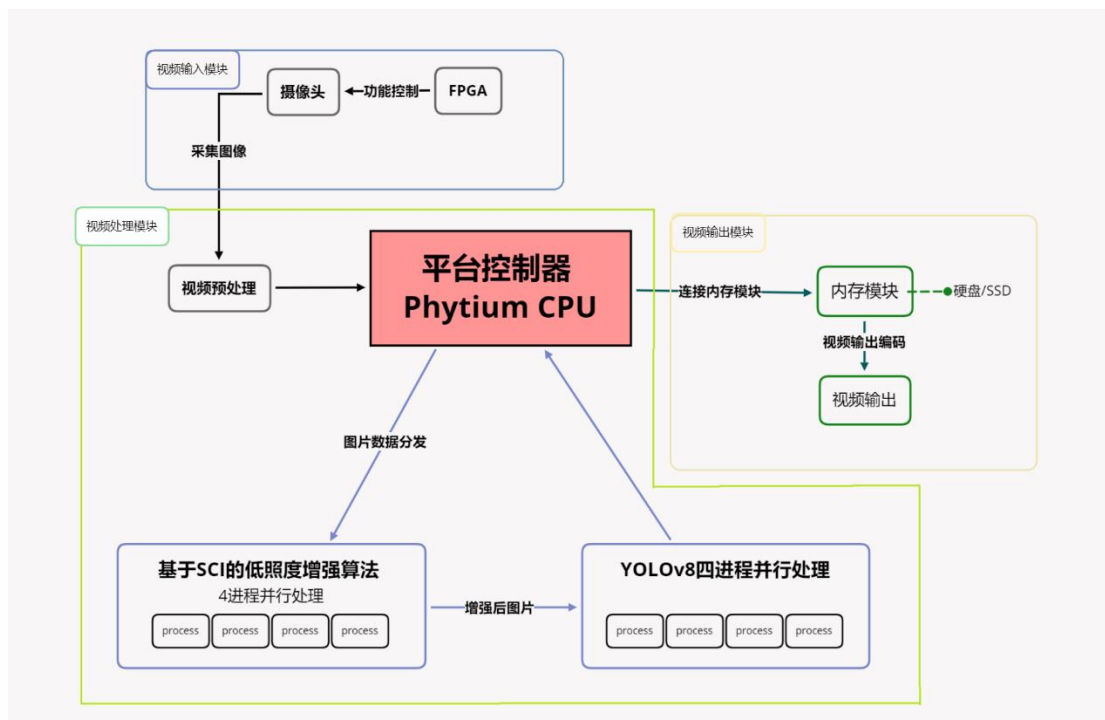 视频输入模块
摄像头
功能控制
FPGA
采集图像
视频处理模块
视频预处理
平台控制器
Phytium CPU
视频输出模块
连接内存模块
内存模块
硬盘/SSD
视频输出编码
视频输出
图片数据分发
基于SCI的低照度增强算法
4进程并行处理
process process process process
增强后图片
YOLOv8四进程并行处理
process process process process